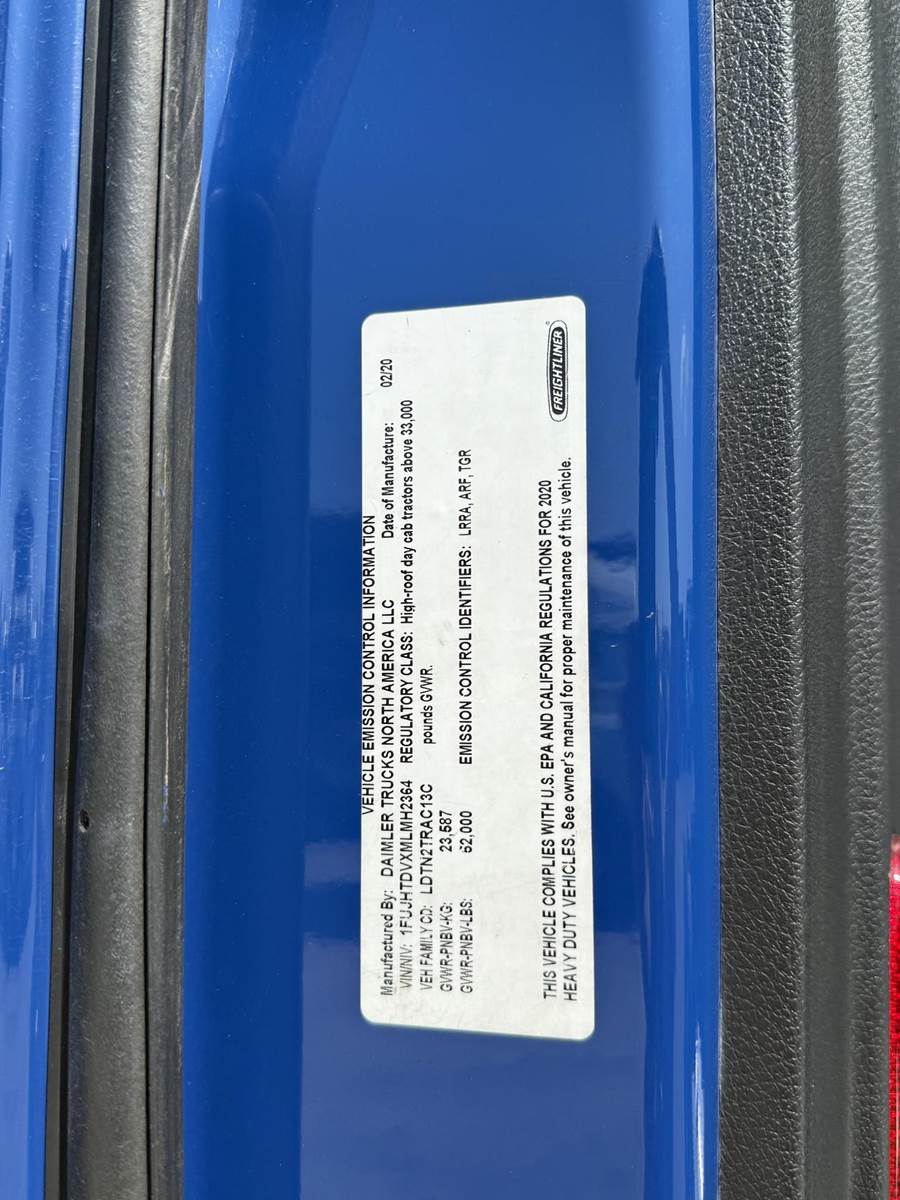 VEHICLE EMISSION CONTROL INFORMATION
Manufactured By: DAIMLER TRUCKS NORTH AMERICA LLC Date of Manufacture: 02/20
VIN/NIV: 1FUJHTDVXMLMH2364 REGULATORY CLASS: High-roof day cab tractors above 33,000
VEH FAMILY CD: LDTN2TRAC13C pounds GVWR.
GVWR-PNBV-KG: 23,587
GVWR-PNBV-LBS: 52,000 EMISSION CONTROL IDENTIFIERS: LRRA, ARF, TGR
THIS VEHICLE COMPLIES WITH U.S. EPA AND CALIFORNIA REGULATIONS FOR 2020
HEAVY DUTY VEHICLES. See owner's manual for proper maintenance of this vehicle.
FREIGHTLINER